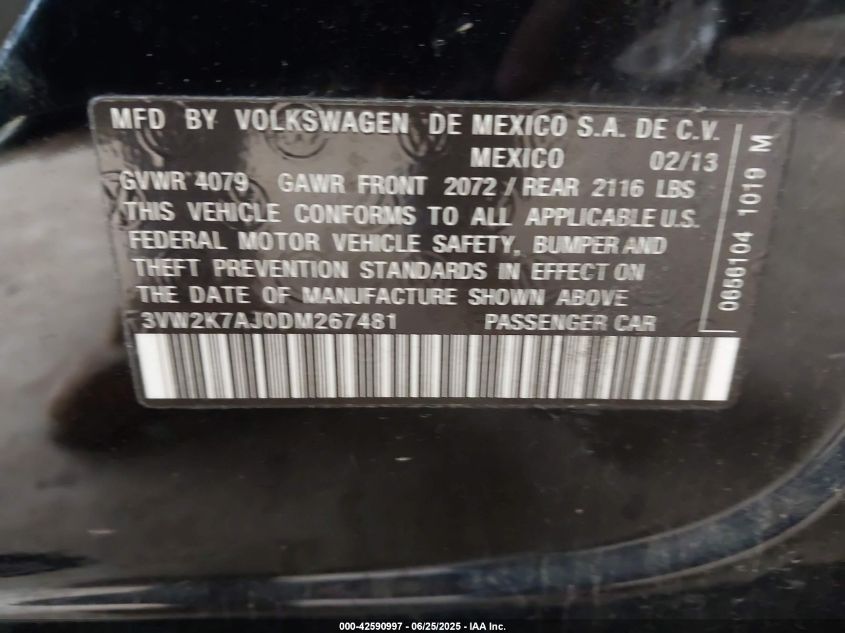 MFD BY VOLKSWAGEN DE MEXICO S.A. DE C.V.
MEXICO 02/13
GVWR 4079 GAWR FRONT 2072 / REAR 2116 LBS
THIS VEHICLE CONFORMS TO ALL APPLICABLE U.S.
FEDERAL MOTOR VEHICLE SAFETY, BUMPER AND
THEFT PREVENTION STANDARDS IN EFFECT ON
THE DATE OF MANUFACTURE SHOWN ABOVE
3VW2K7AJ0DM267481 PASSENGER CAR
0656104 1019 M
000-42590997 - 06/25/2025 - IAA Inc.